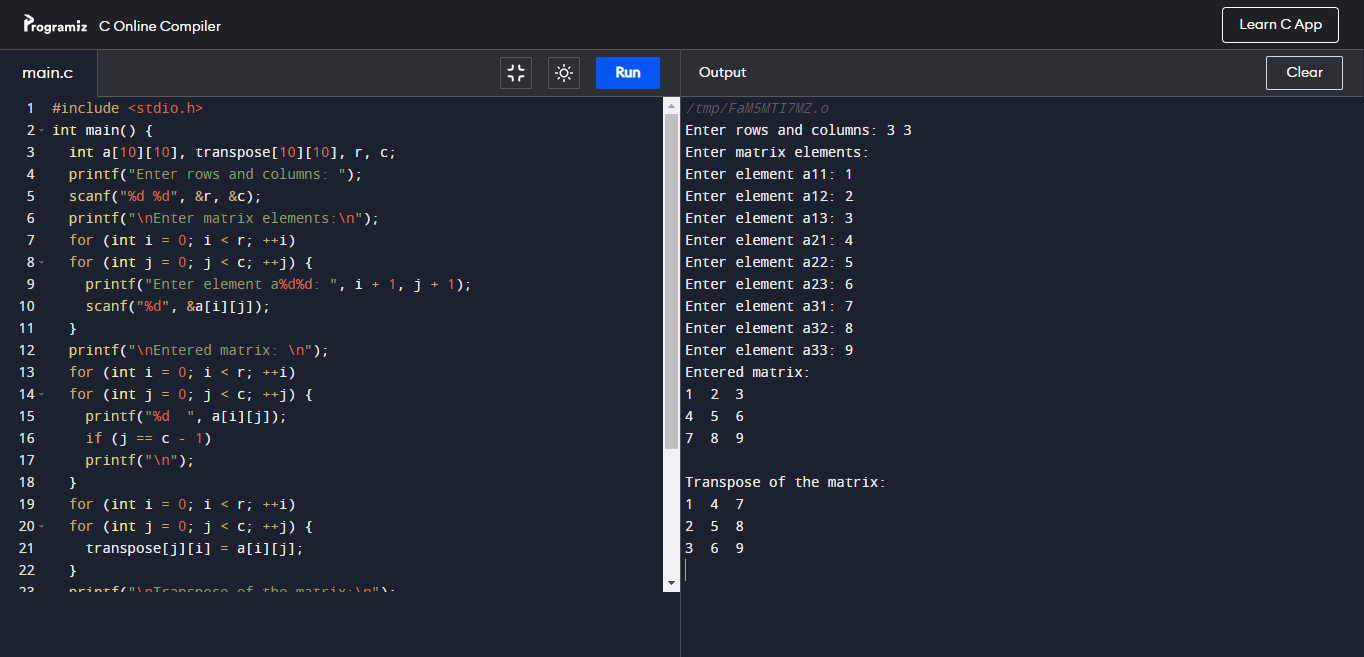 Programiz C Online Compiler
Learn C App
main.c
Run
Output
Clear
1 #include <stdio.h>
2 int main() {
3   int a[10][10], transpose[10][10], r, c;
4   printf("Enter rows and columns: ");
5   scanf("%d %d", &r, &c);
6   printf("\nEnter matrix elements:\n");
7   for (int i = 0; i < r; ++i)
8   for (int j = 0; j < c; ++j) {
9     printf("Enter element a%d%d: ", i + 1, j + 1);
10     scanf("%d", &a[i][j]);
11   }
12   printf("\nEntered matrix: \n");
13   for (int i = 0; i < r; ++i)
14   for (int j = 0; j < c; ++j) {
15     printf("%d  ", a[i][j]);
16     if (j == c - 1)
17     printf("\n");
18   }
19   for (int i = 0; i < r; ++i)
20   for (int j = 0; j < c; ++j) {
21     transpose[j][i] = a[i][j];
22   }
23   printf("\nTranspose of the matrix:\n");
/tmp/FaM5MTI7MZ.o
Enter rows and columns: 3 3
Enter matrix elements:
Enter element a11: 1
Enter element a12: 2
Enter element a13: 3
Enter element a21: 4
Enter element a22: 5
Enter element a23: 6
Enter element a31: 7
Enter element a32: 8
Enter element a33: 9
Entered matrix:
1  2  3
4  5  6
7  8  9
Transpose of the matrix:
1  4  7
2  5  8
3  6  9